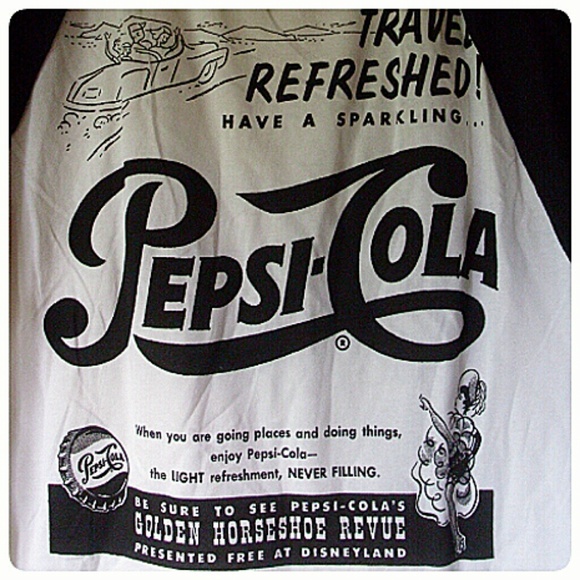 TRAVEL
REFRESHED!
HAVE A SPARKLING...
PEPSI-COLA
®
When you are going places and doing things,
enjoy Pepsi-Cola—
the LIGHT refreshment, NEVER FILLING.
PEPSI-COLA
BE SURE TO SEE PEPSI-COLA'S
GOLDEN HORSESHOE REVUE
PRESENTED FREE AT DISNEYLAND